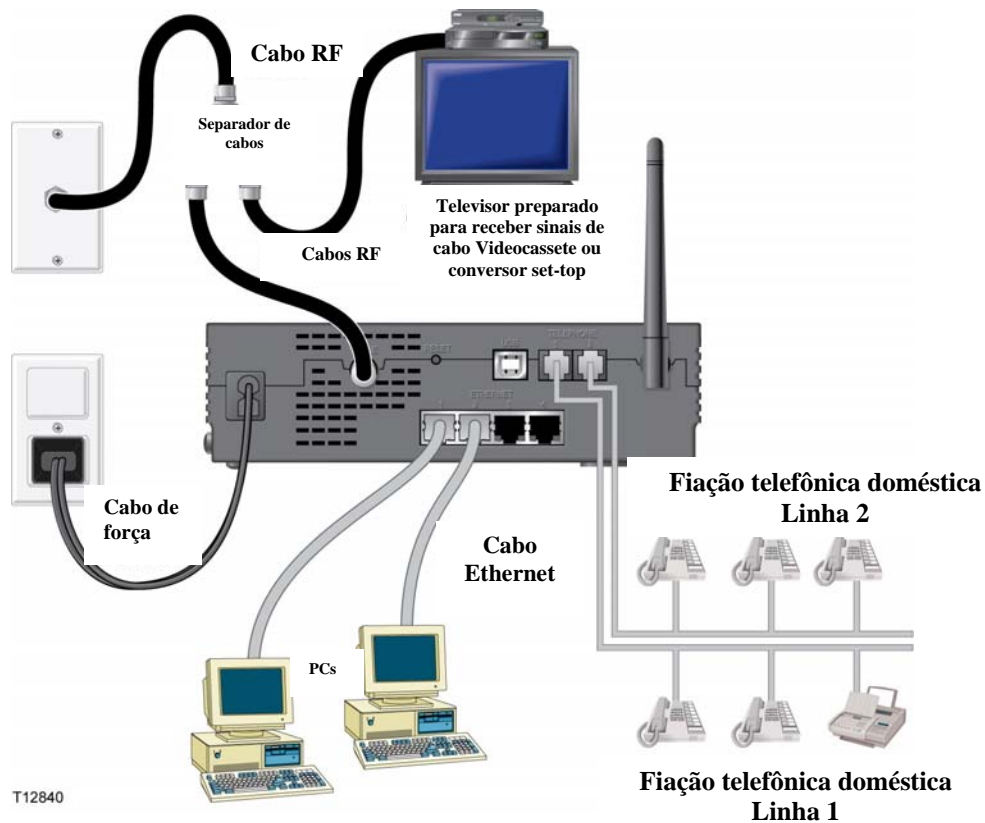 Cabo RF
Separador de
cabos
Cabos RF
Televisor preparado
para receber sinais de
cabo Videocassete ou
conversor set-top
RESET
USB
TELEPHONE
1 2
ETHERNET
Cabo de
força
Cabo
Ethernet
PCs
Fiação telefônica doméstica
Linha 2
Fiação telefônica doméstica
Linha 1
T12840